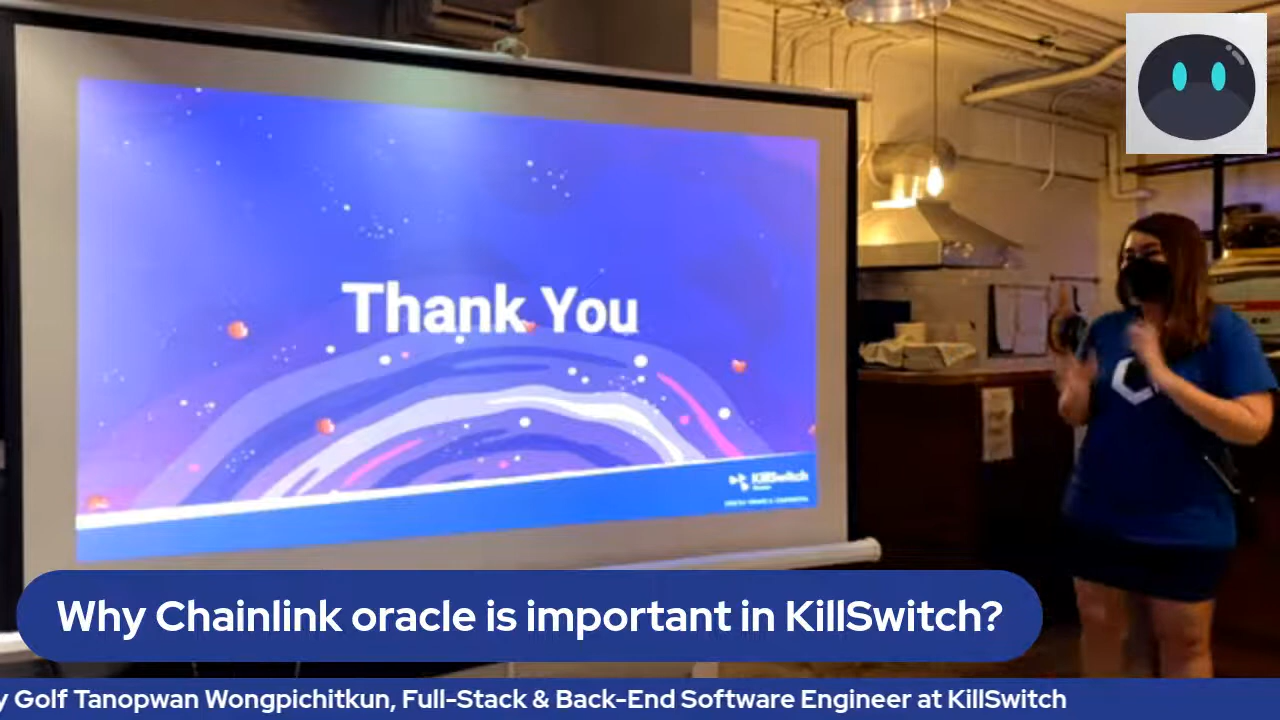 Thank You
KillSwitch
Why Chainlink oracle is important in KillSwitch?
y Golf Tanopwan Wongpichitkun, Full-Stack & Back-End Software Engineer at KillSwitch